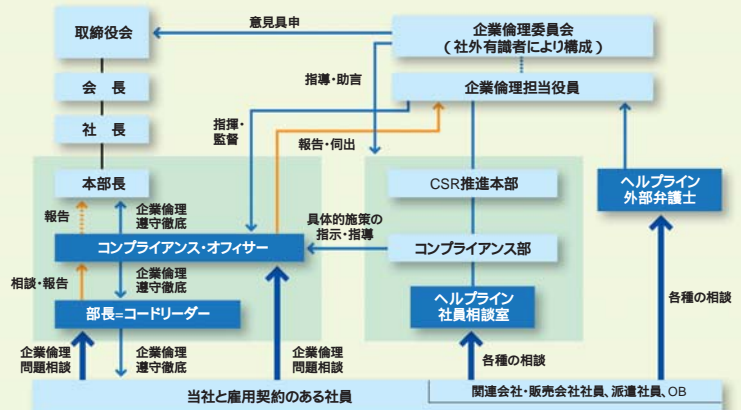 取締役会
意見具申
企業倫理委員会
(社外有識者により構成)
会 長
指導・助言
企業倫理担当役員
社 長
指揮・
監督
報告・伺出
本部長
CSR推進本部
ヘルプライン
外部弁護士
報告
企業倫理
遵守徹底
具体的施策の
指示・指導
コンプライアンス・オフィサー
コンプライアンス部
相談・報告
企業倫理
遵守徹底
部長=コードリーダー
ヘルプライン
社員相談室
各種の相談
企業倫理
問題相談
企業倫理
遵守徹底
企業倫理
問題相談
各種の相談
当社と雇用契約のある社員
関連会社・販売会社社員、派遣社員、OB